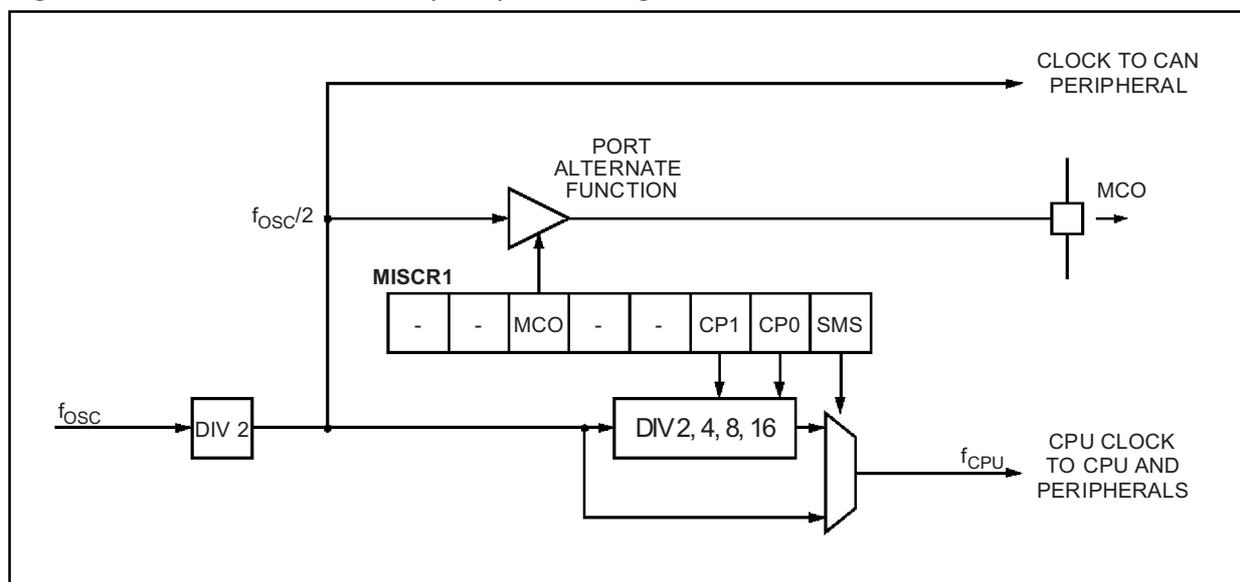 CLOCK TO CAN
PERIPHERAL
PORT
ALTERNATE
FUNCTION
MCO
fOSC/2
MISCR1
- - MCO - - CP1 CP0 SMS
fOSC
DIV 2
DIV 2, 4, 8, 16
fCPU
CPU CLOCK
TO CPU AND
PERIPHERALS